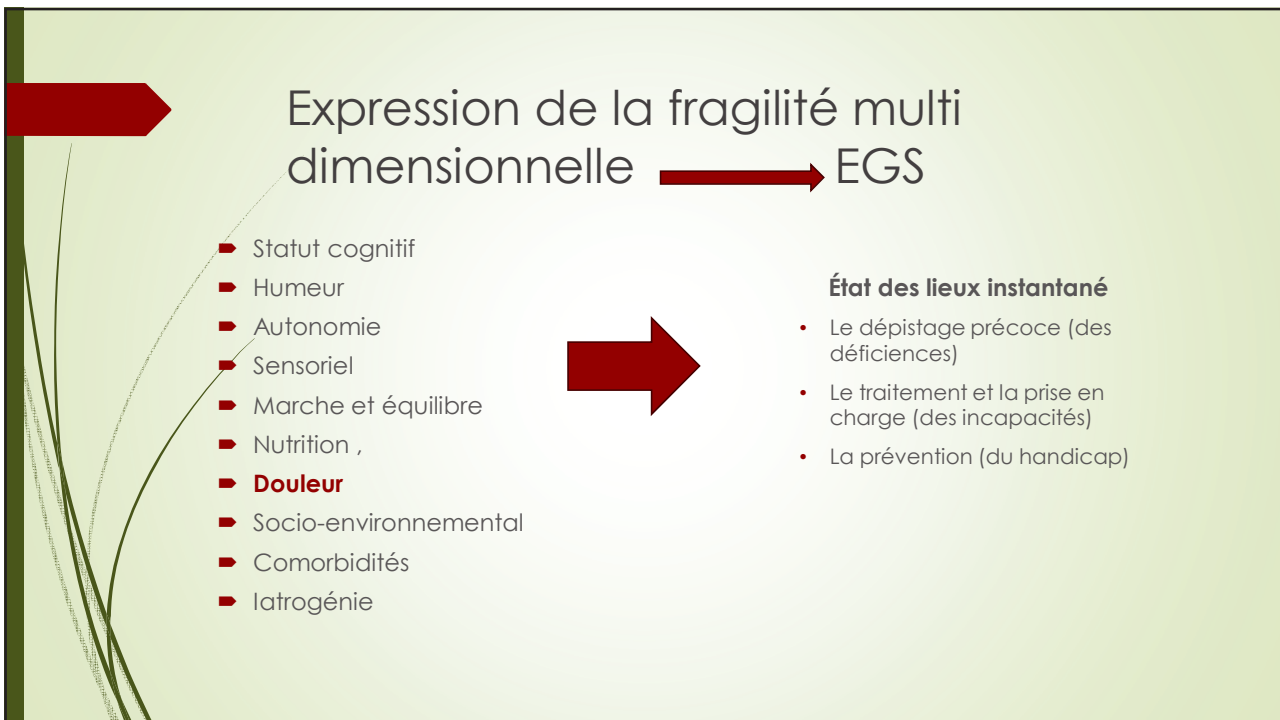 Expression de la fragilité multi
dimensionnelle EGS
Statut cognitif
Humeur
Autonomie
Sensoriel
Marche et équilibre
Nutrition ,
Douleur
Socio-environnemental
Comorbidités
Iatrogénie
État des lieux instantané
Le dépistage précoce (des
déficiences)
Le traitement et la prise en
charge (des incapacités)
La prévention (du handicap)